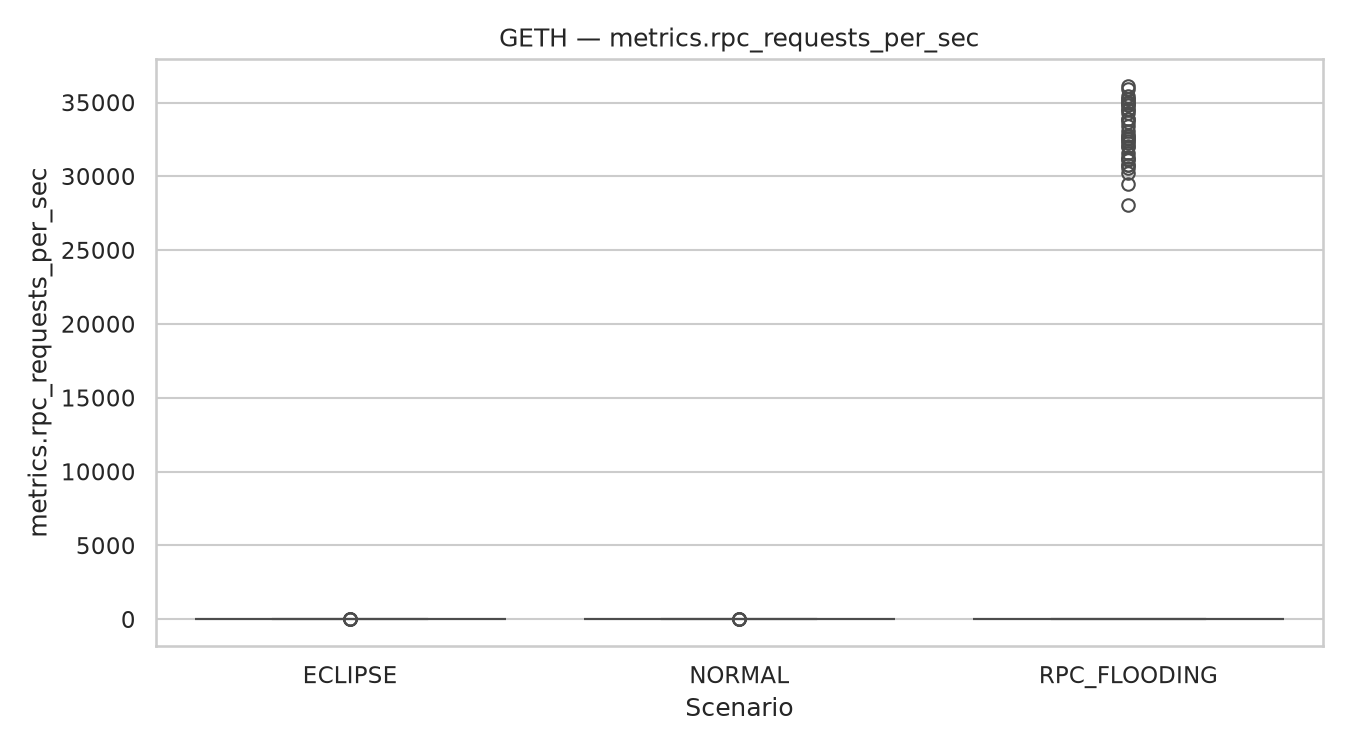 GETH — metrics.rpc_requests_per_sec
metrics.rpc_requests_per_sec
35000
30000
25000
20000
15000
10000
5000
0
ECLIPSE
NORMAL
RPC_FLOODING
Scenario